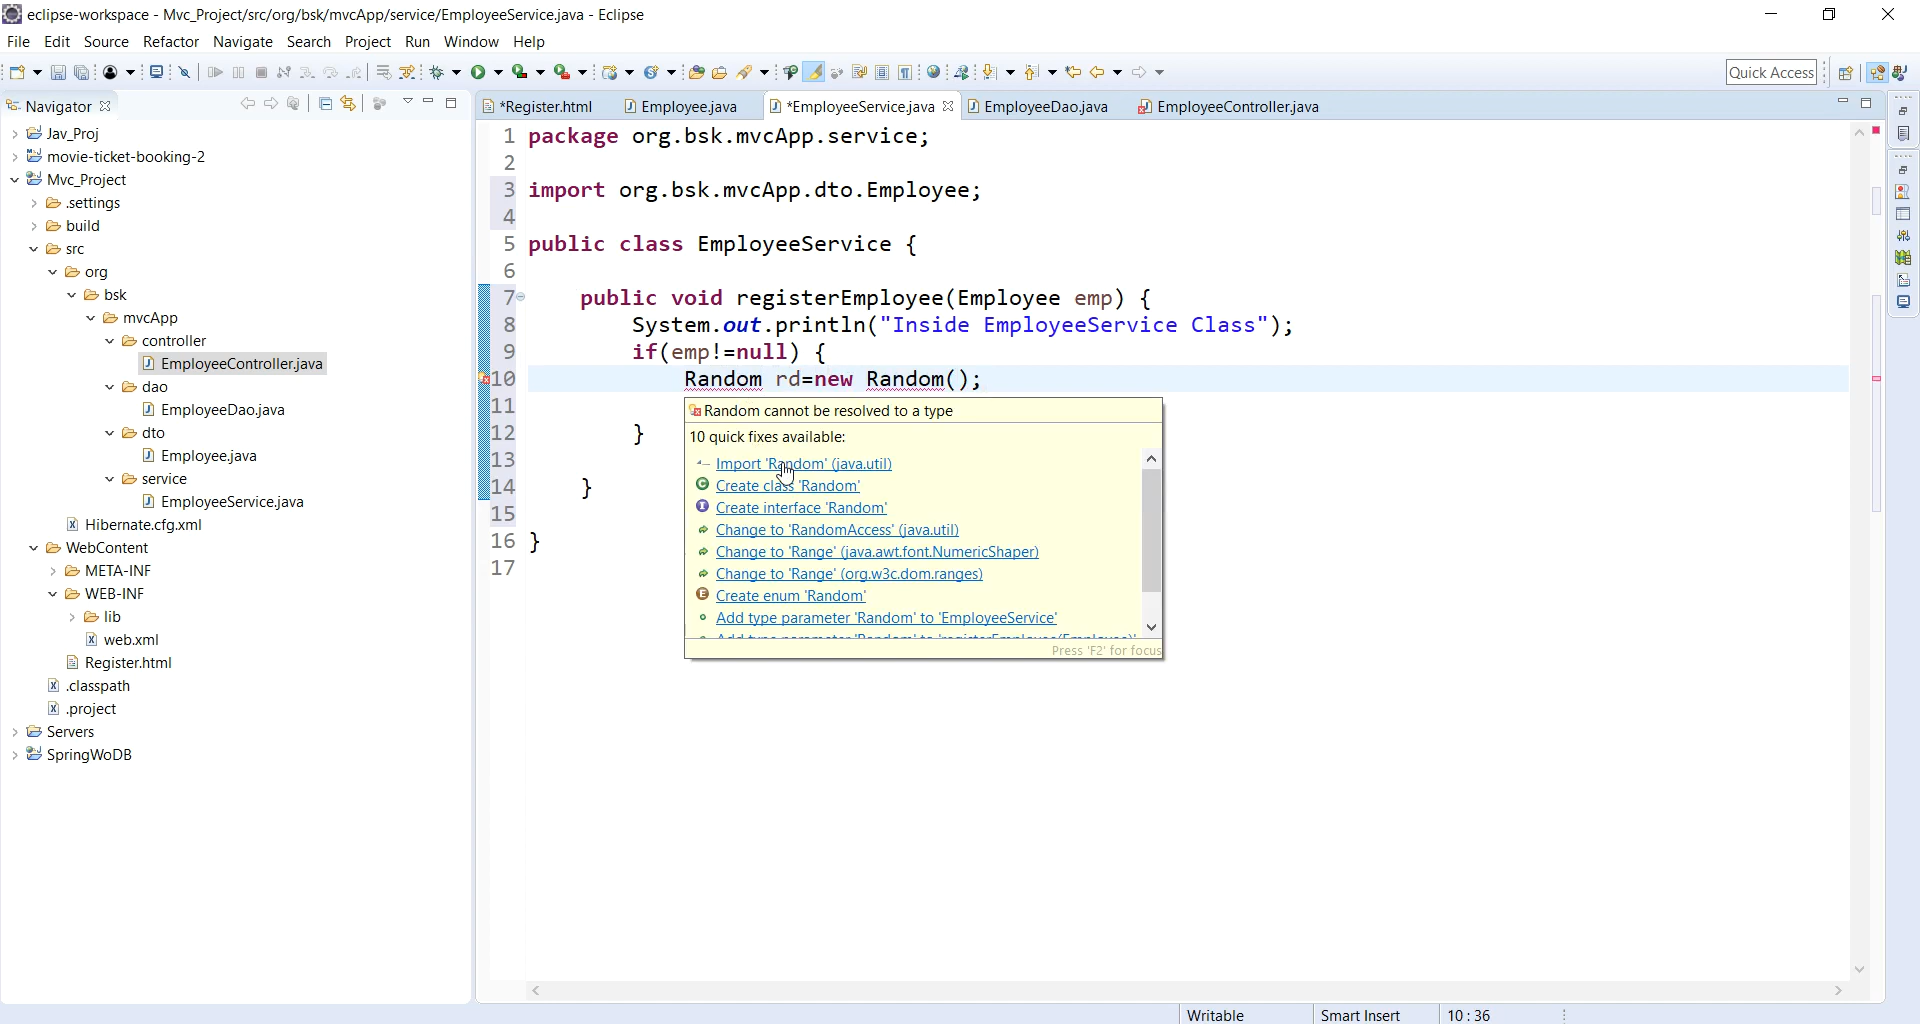 eclipse-workspace - Mvc_Project/src/org/bsk/mvcApp/service/EmployeeService.java - Eclipse
File Edit Source Refactor Navigate Search Project Run Window Help
Quick Access
Navigator
*Register.html Employee.java *EmployeeService.java EmployeeDao.java EmployeeController.java
Jav_Proj
movie-ticket-booking-2
Mvc_Project
.settings
build
src
org
bsk
mvcApp
controller
EmployeeController.java
dao
EmployeeDao.java
dto
Employee.java
service
EmployeeService.java
Hibernate.cfg.xml
WebContent
META-INF
WEB-INF
lib
web.xml
Register.html
.classpath
.project
Servers
SpringWoDB
1 package org.bsk.mvcApp.service;
2
3 import org.bsk.mvcApp.dto.Employee;
4
5 public class EmployeeService {
6
7 public void registerEmployee(Employee emp) {
8 System.out.println("Inside EmployeeService Class");
9 if(emp!=null) {
10 Random rd=new Random();
11
12 }
13
14 }
15
16 }
17
Random cannot be resolved to a type
10 quick fixes available:
Import 'Random' (java.util)
Create class 'Random'
Create interface 'Random'
Change to 'RandomAccess' (java.util)
Change to 'Range' (java.awt.font.NumericShaper)
Change to 'Range' (org.w3c.dom.ranges)
Create enum 'Random'
Add type parameter 'Random' to 'EmployeeService'
Add type parameter 'Random' to 'registerEmployee(Employee)'
Press 'F2' for focus
Writable Smart Insert 10 : 36